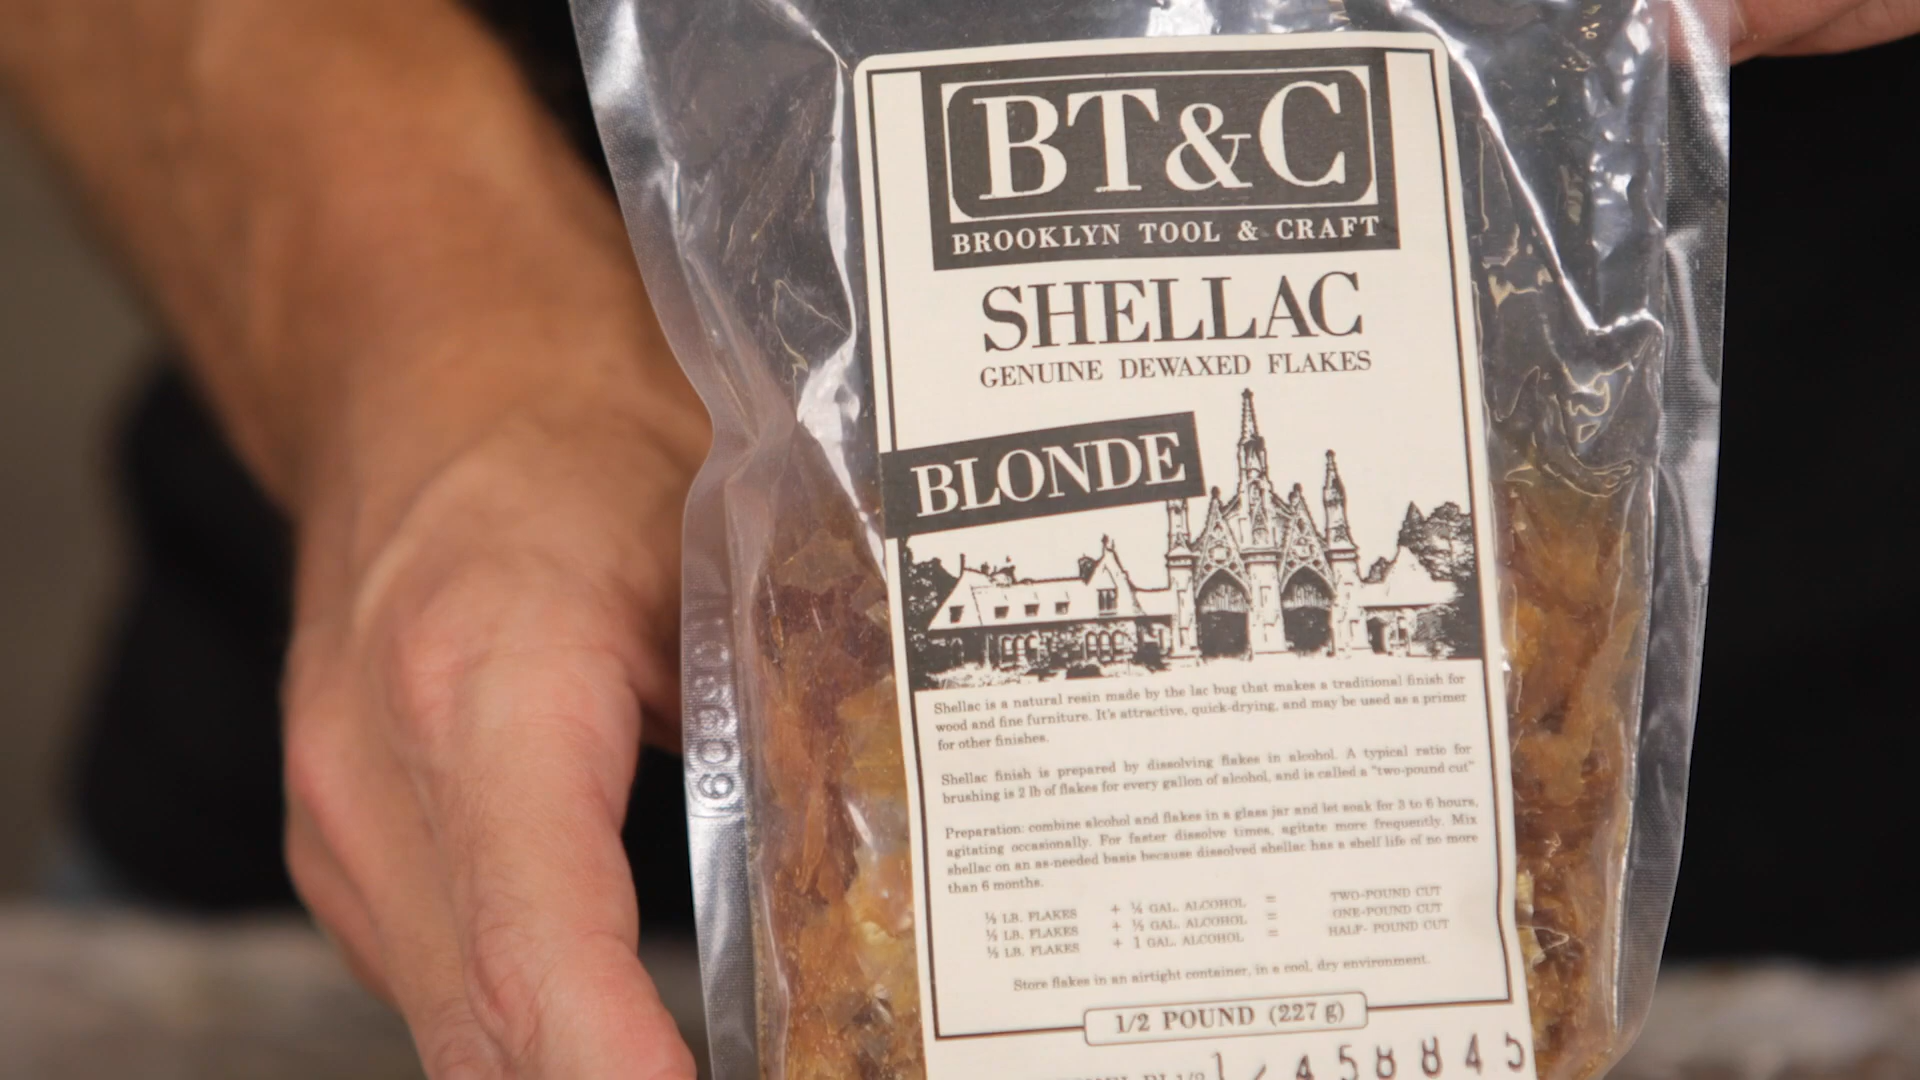 BT&C
BROOKLYN TOOL & CRAFT
SHELLAC
GENUINE DEWAXED FLAKES
BLONDE
Shellac is a natural resin made by the lac bug that makes a traditional finish for
wood and fine furniture. It's attractive, quick-drying, and may be used as a primer
for other finishes.
Shellac finish is prepared by dissolving flakes in alcohol. A typical ratio for
brushing is 2 lb of flakes for every gallon of alcohol, and is called a "two-pound cut"
Preparation: combine alcohol and flakes in a glass jar and let soak for 3 to 6 hours,
agitating occasionally. For faster dissolve times, agitate more frequently. Mix
shellac on an as-needed basis because dissolved shellac has a shelf life of no more
than 6 months.
½ LB. FLAKES + ¼ GAL. ALCOHOL = TWO-POUND CUT
½ LB. FLAKES + ½ GAL. ALCOHOL = ONE-POUND CUT
½ LB. FLAKES + 1 GAL. ALCOHOL = HALF- POUND CUT
Store flakes in an airtight container, in a cool, dry environment.
1/2 POUND (227 g)
458845